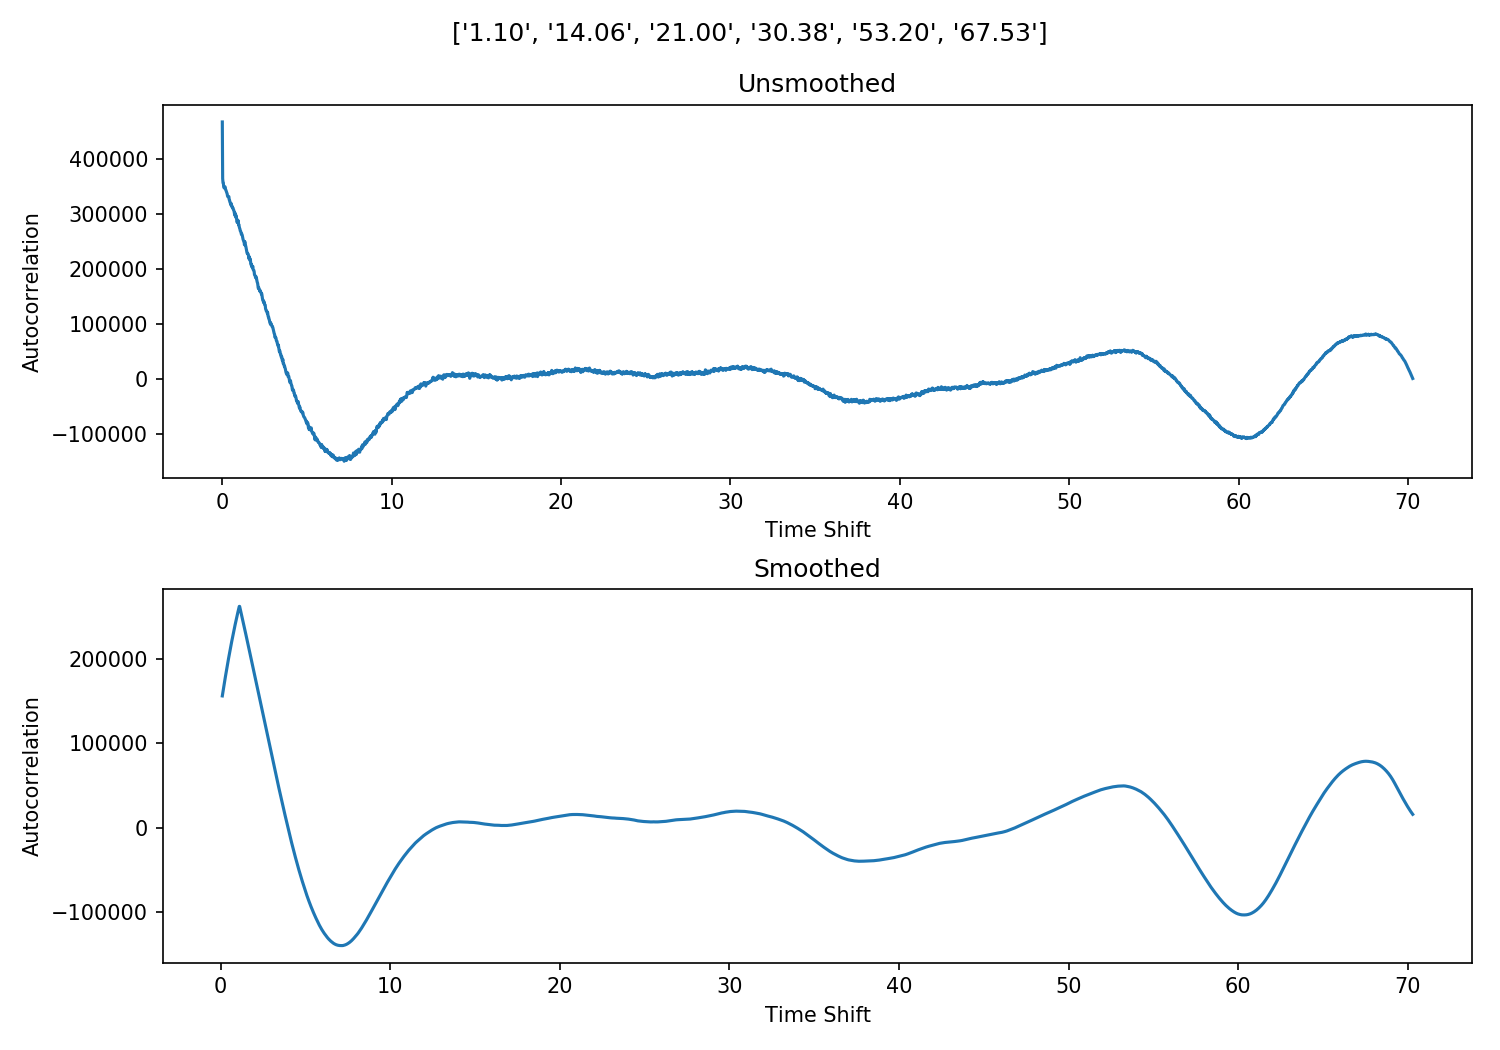 ['1.10', '14.06', '21.00', '30.38', '53.20', '67.53']
Unsmoothed
Autocorrelation
400000
300000
200000
100000
0
−100000
0 10 20 30 40 50 60 70
Time Shift
Smoothed
Autocorrelation
200000
100000
0
−100000
0 10 20 30 40 50 60 70
Time Shift